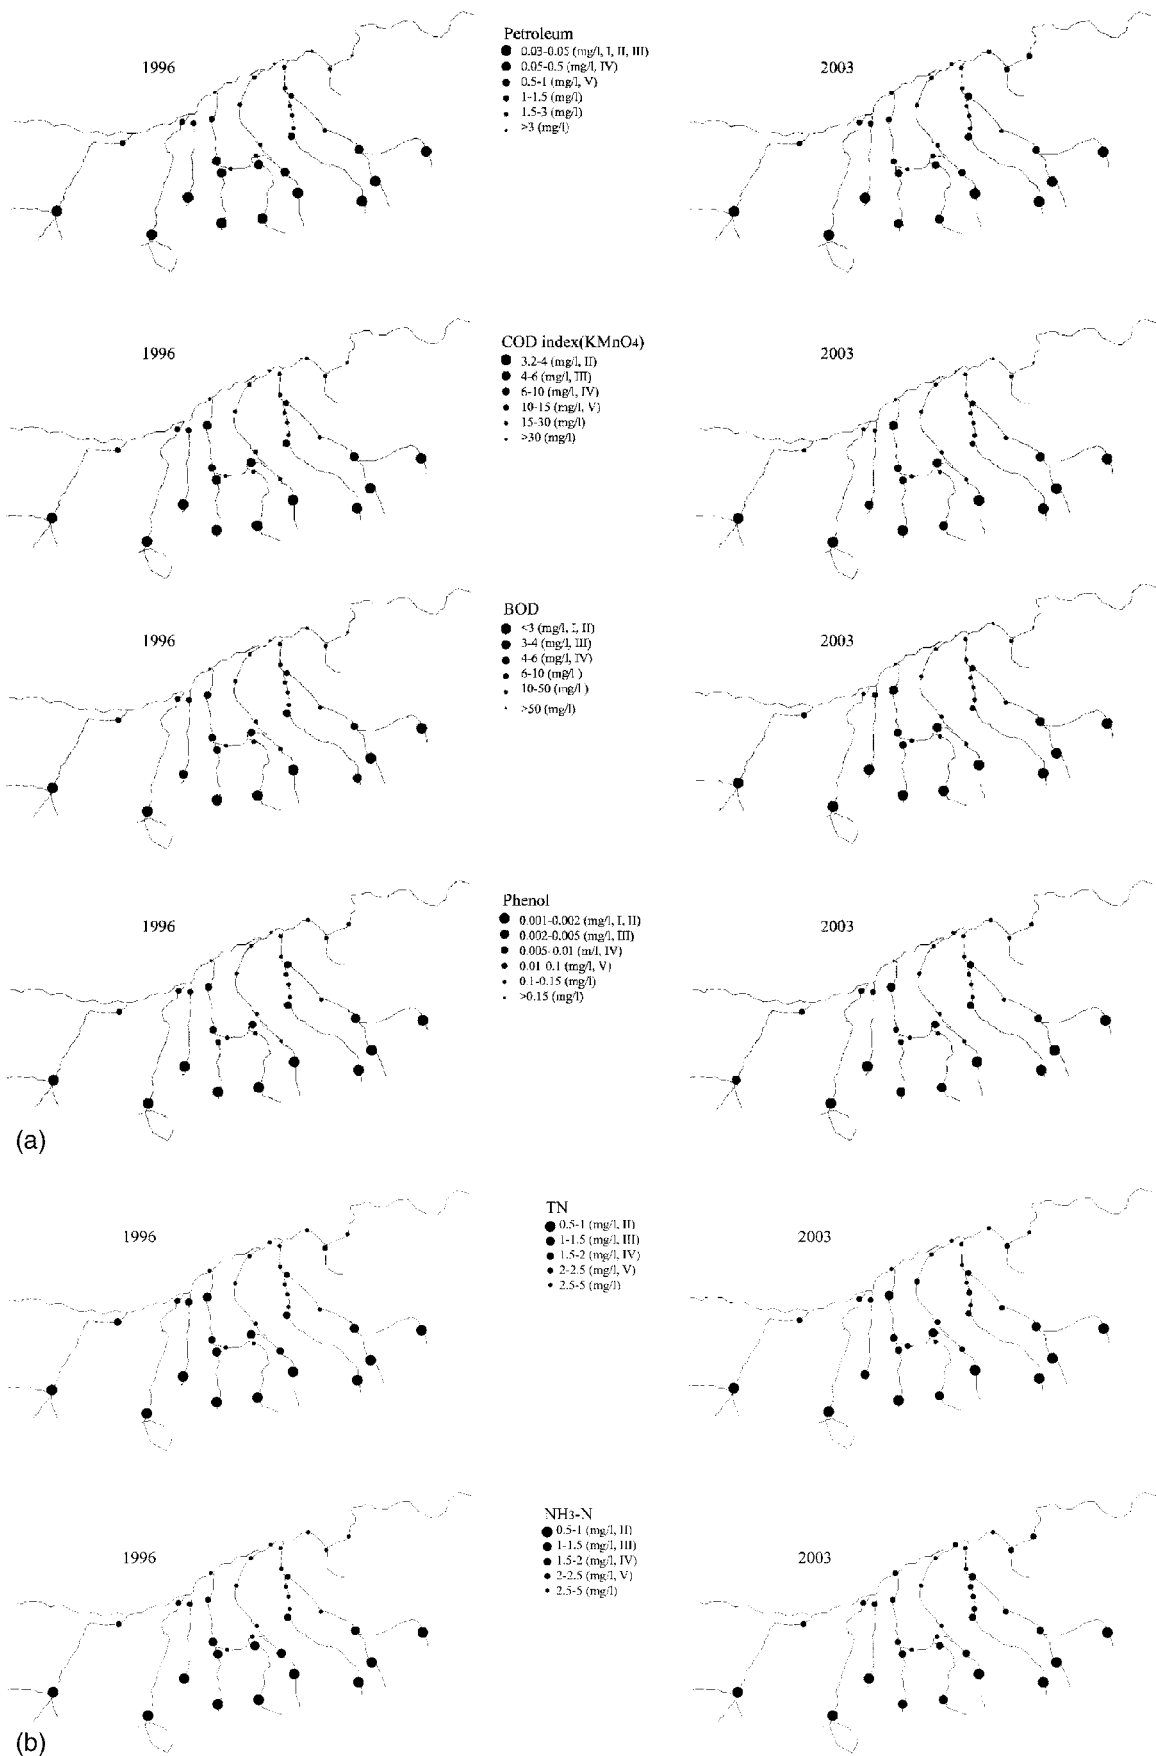 Petroleum
0.03-0.05 (mg/l, I, II, III)
1996
0.05-0.5 (mg/l, IV)
2003
0.5-1 (mg/l, V)
1-1.5 (mg/l)
1.5-3 (mg/l)
>3 (mg/l)
COD index(KMnO4)
1996
3.2-4 (mg/l, II)
2003
4-6 (mg/l, III)
6-10 (mg/l, IV)
10-15 (mg/l, V)
15-30 (mg/l)
>30 (mg/l)
BOD
<3 (mg/l, I, II)
1996
3-4 (mg/l, III)
2003
4-6 (mg/l, IV)
6-10 (mg/l )
10-50 (mg/l )
>50 (mg/l)
Phenol
0.001-0.002 (mg/l, I, II)
1996
0.002-0.005 (mg/l, III)
2003
0.005-0.01 (m/l, IV)
0.01-0.1 (mg/l, V)
0.1-0.15 (mg/l)
>0.15 (mg/l)
(a)
TN
0.5-1 (mg/l, II)
1996
1-1.5 (mg/l, III)
2003
1.5-2 (mg/l, IV)
2-2.5 (mg/l, V)
2.5-5 (mg/l)
NH3-N
0.5-1 (mg/l, II)
1996
1-1.5 (mg/l, III)
2003
1.5-2 (mg/l, IV)
2-2.5 (mg/l, V)
2.5-5 (mg/l)
(b)